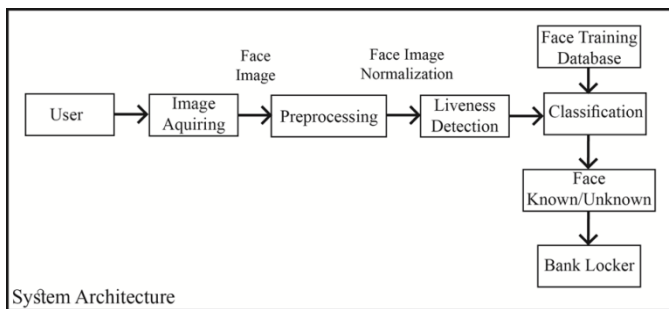 Face Training
Database
Face
Image
Face Image
Normalization
User
Image
Aquiring
Preprocessing
Liveness
Detection
Classification
Face
Known/Unknown
Bank Locker
System Architecture